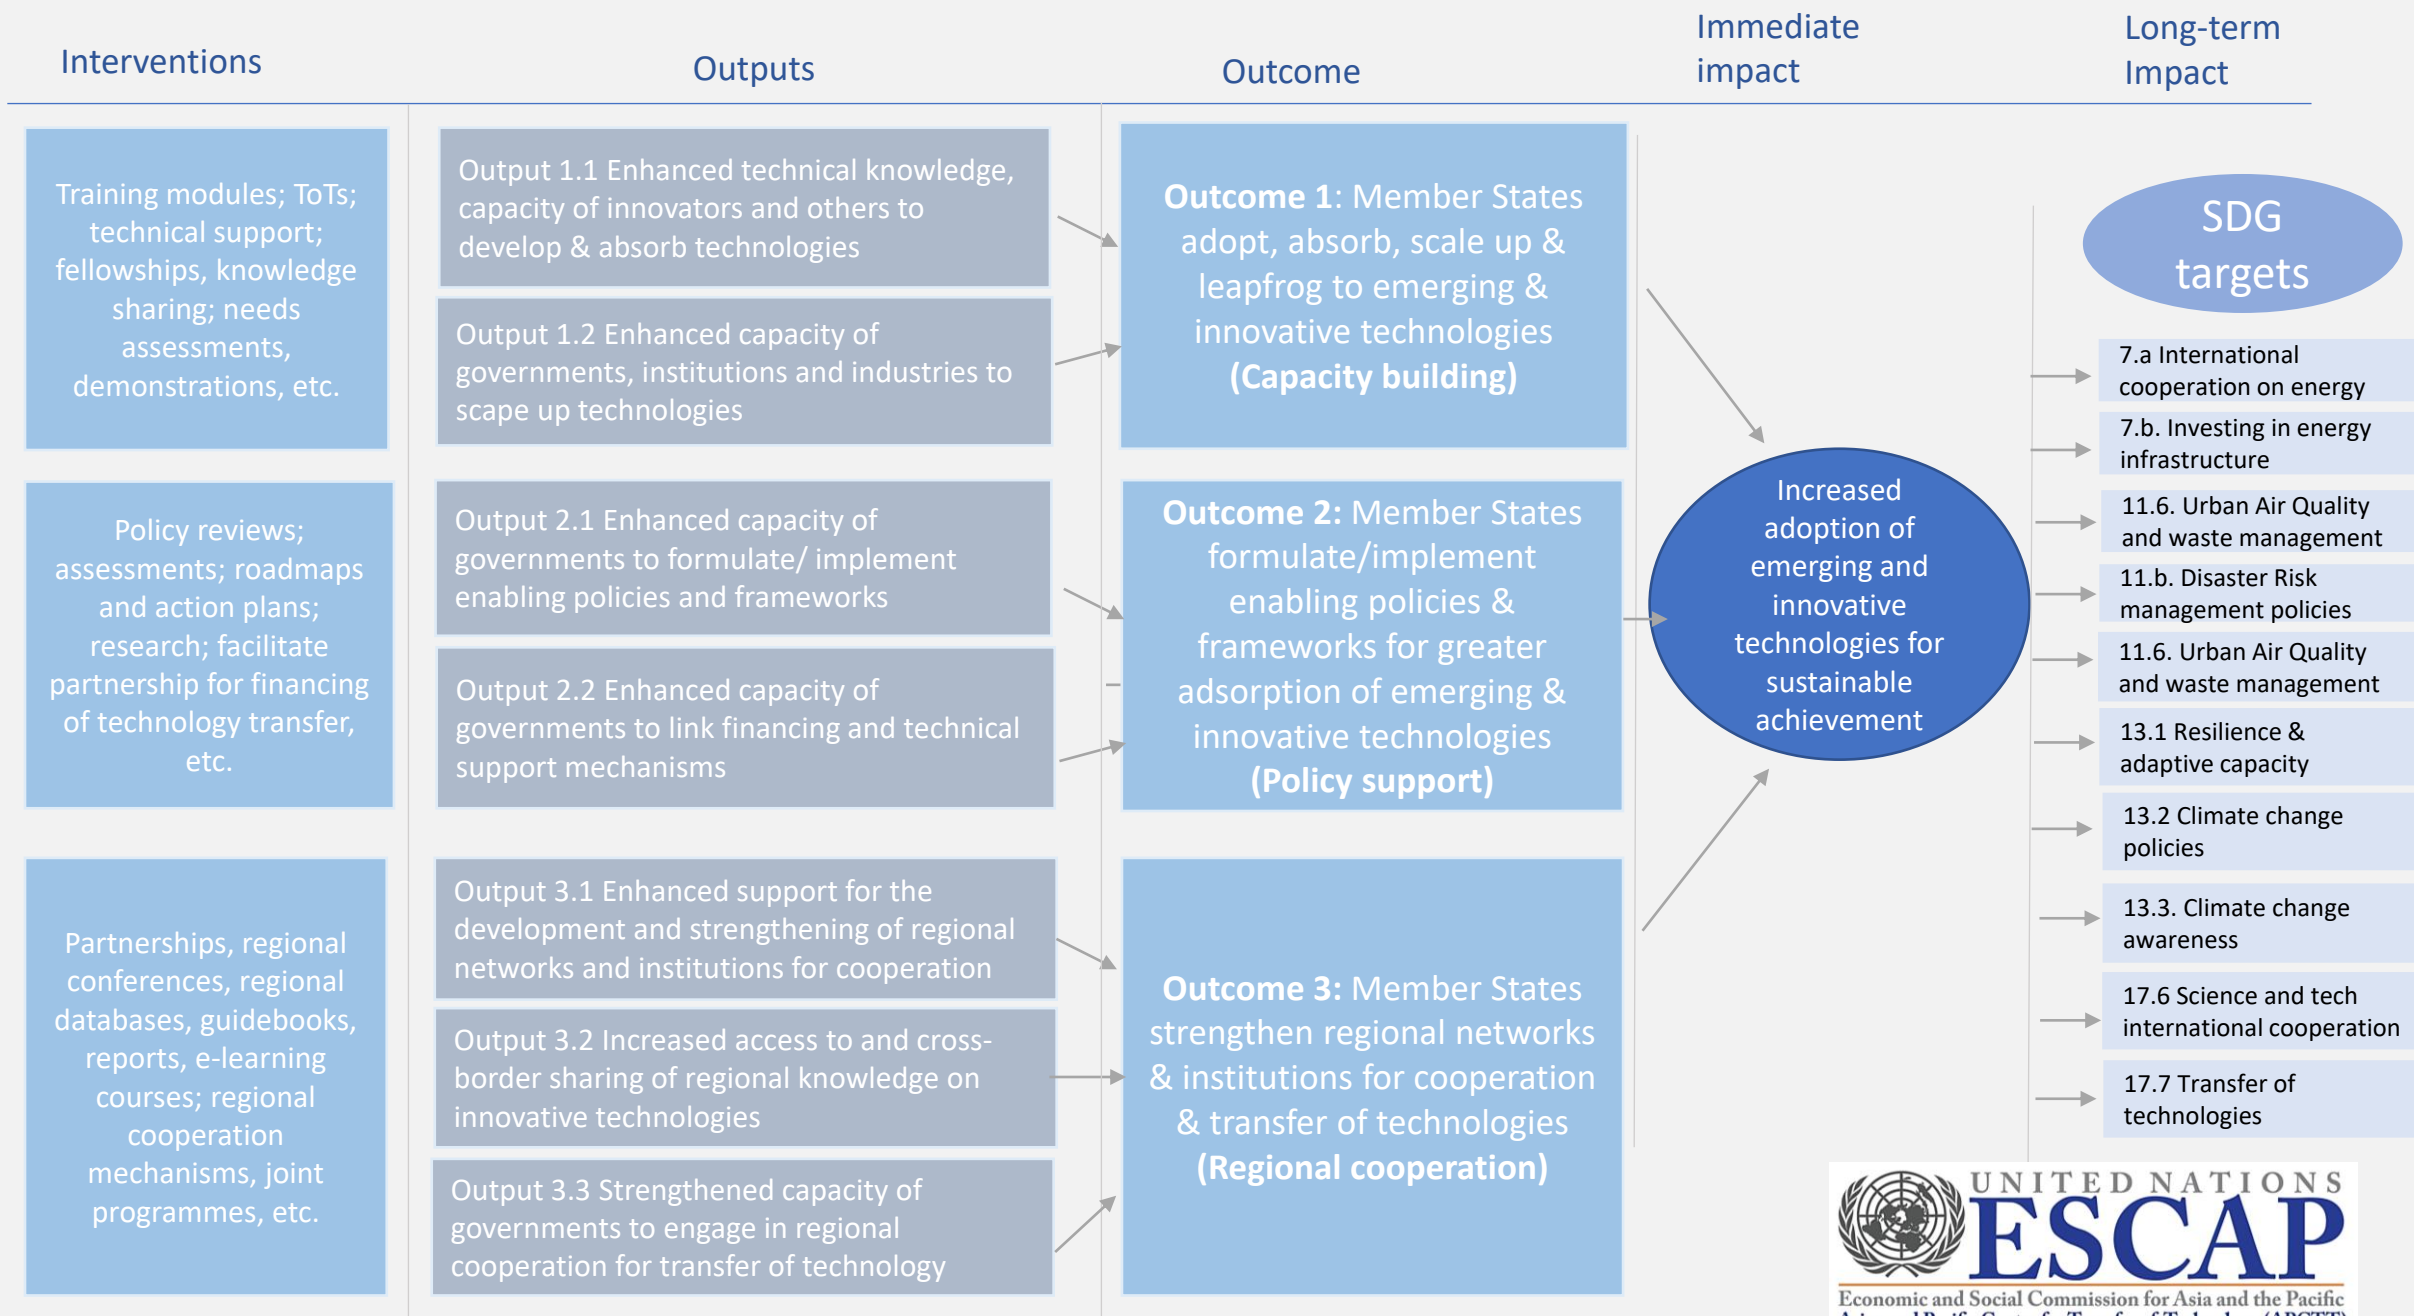 Interventions
Outputs
Outcome
Immediate
impact
Long-term
Impact
Training modules; ToTs;
technical support;
fellowships, knowledge
sharing; needs
assessments,
demonstrations, etc.
Policy reviews;
assessments; roadmaps
and action plans;
research; facilitate
partnership for financing
of technology transfer,
etc.
Partnerships, regional
conferences, regional
databases, guidebooks,
reports, e-learning
courses; regional
cooperation
mechanisms, joint
programmes, etc.
Output 1.1 Enhanced technical knowledge,
capacity of innovators and others to
develop & absorb technologies
Output 1.2 Enhanced capacity of
governments, institutions and industries to
scape up technologies
Output 2.1 Enhanced capacity of
governments to formulate/ implement
enabling policies and frameworks
Output 2.2 Enhanced capacity of
governments to link financing and technical
support mechanisms
Output 3.1 Enhanced support for the
development and strengthening of regional
networks and institutions for cooperation
Output 3.2 Increased access to and cross-
border sharing of regional knowledge on
innovative technologies
Output 3.3 Strengthened capacity of
governments to engage in regional
cooperation for transfer of technology
Outcome 1: Member States
adopt, absorb, scale up &
leapfrog to emerging &
innovative technologies
(Capacity building)
Outcome 2: Member States
formulate/implement
enabling policies &
frameworks for greater
adsorption of emerging &
innovative technologies
(Policy support)
Outcome 3: Member States
strengthen regional networks
& institutions for cooperation
& transfer of technologies
(Regional cooperation)
Increased
adoption of
emerging and
innovative
technologies for
sustainable
achievement
SDG
targets
7.a International
cooperation on energy
7.b. Investing in energy
infrastructure
11.6. Urban Air Quality
and waste management
11.b. Disaster Risk
management policies
11.6. Urban Air Quality
and waste management
13.1 Resilience &
adaptive capacity
13.2 Climate change
policies
13.3. Climate change
awareness
17.6 Science and tech
international cooperation
17.7 Transfer of
technologies
UNITED NATIONS
ESCAP
Economic and Social Commission for Asia and the Pacific
Asian and Pacific Centre for Transfer of Technology (APCTT)